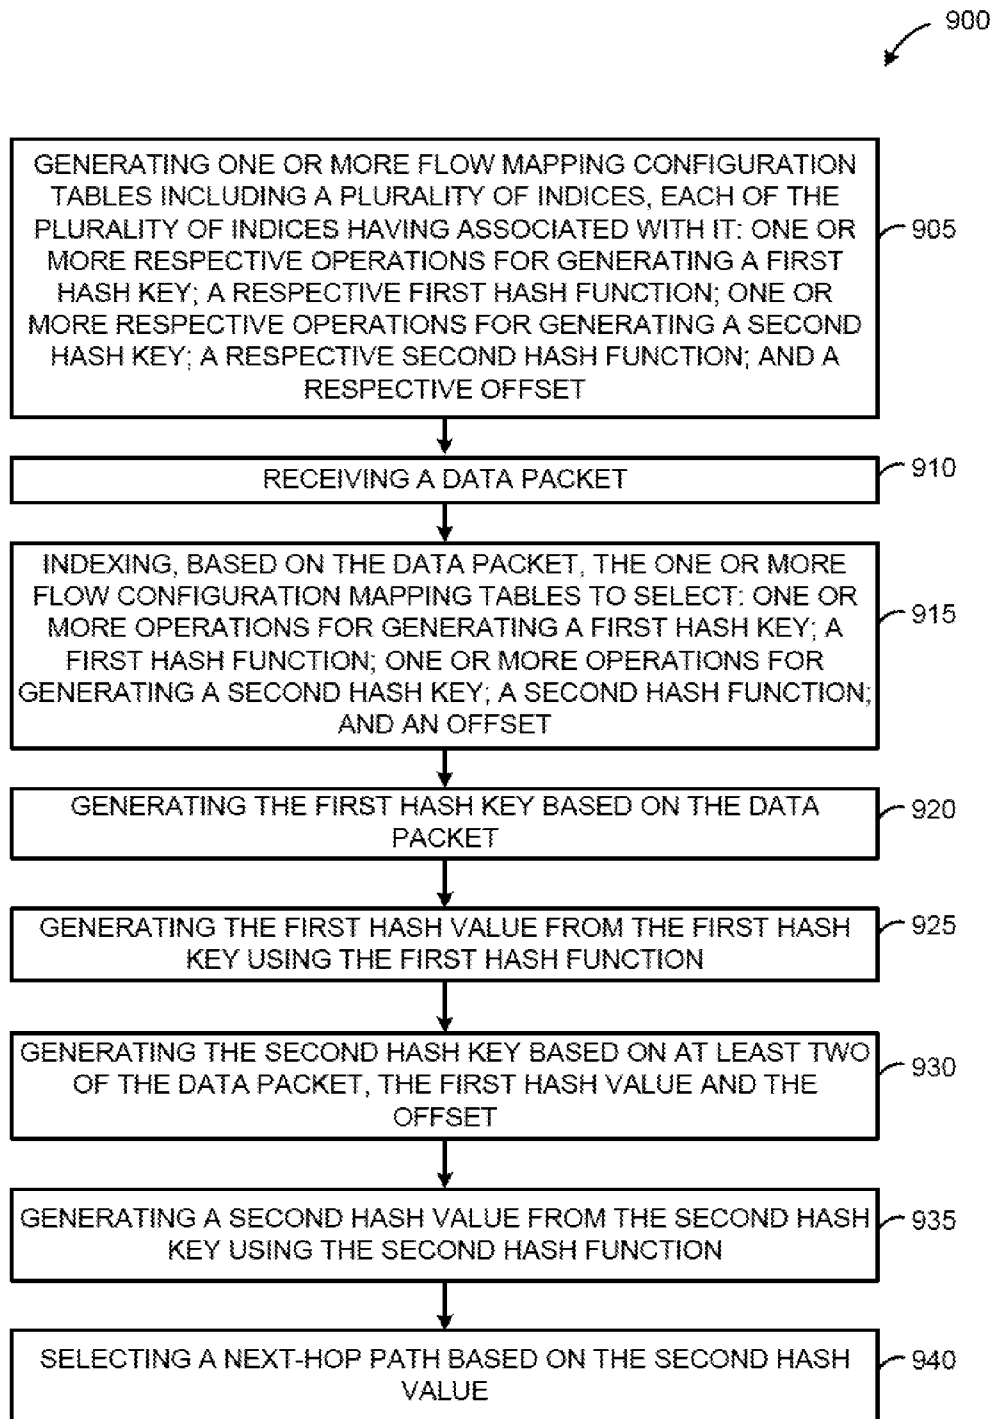 900
GENERATING ONE OR MORE FLOW MAPPING CONFIGURATION
TABLES INCLUDING A PLURALITY OF INDICES, EACH OF THE
PLURALITY OF INDICES HAVING ASSOCIATED WITH IT: ONE OR
MORE RESPECTIVE OPERATIONS FOR GENERATING A FIRST
HASH KEY; A RESPECTIVE FIRST HASH FUNCTION; ONE OR
MORE RESPECTIVE OPERATIONS FOR GENERATING A SECOND
HASH KEY; A RESPECTIVE SECOND HASH FUNCTION; AND A
RESPECTIVE OFFSET
905
RECEIVING A DATA PACKET
910
INDEXING, BASED ON THE DATA PACKET, THE ONE OR MORE
FLOW CONFIGURATION MAPPING TABLES TO SELECT: ONE OR
MORE OPERATIONS FOR GENERATING A FIRST HASH KEY; A
FIRST HASH FUNCTION; ONE OR MORE OPERATIONS FOR
GENERATING A SECOND HASH KEY; A SECOND HASH FUNCTION;
AND AN OFFSET
915
GENERATING THE FIRST HASH KEY BASED ON THE DATA
PACKET
920
GENERATING THE FIRST HASH VALUE FROM THE FIRST HASH
KEY USING THE FIRST HASH FUNCTION
925
GENERATING THE SECOND HASH KEY BASED ON AT LEAST TWO
OF THE DATA PACKET, THE FIRST HASH VALUE AND THE
OFFSET
930
GENERATING A SECOND HASH VALUE FROM THE SECOND HASH
KEY USING THE SECOND HASH FUNCTION
935
SELECTING A NEXT-HOP PATH BASED ON THE SECOND HASH
VALUE
940